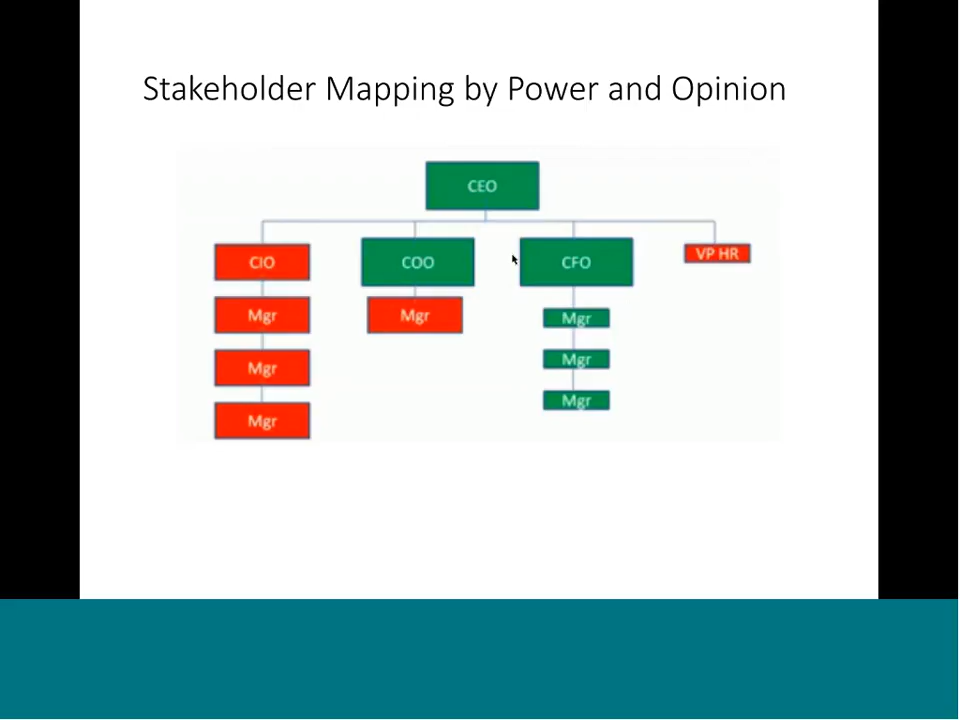 Stakeholder Mapping by Power and Opinion
CEO
CIO
COO
CFO
VP HR
Mgr
Mgr
Mgr
Mgr
Mgr
Mgr
Mgr